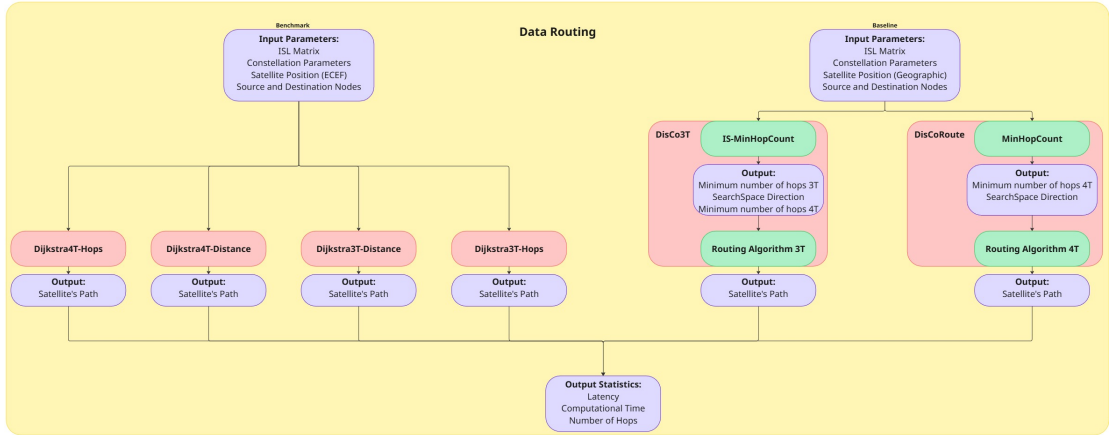 Data Routing
Benchmark
Input Parameters:
ISL Matrix
Constellation Parameters
Satellite Position (ECEF)
Source and Destination Nodes
Baseline
Input Parameters:
ISL Matrix
Constellation Parameters
Satellite Position (Geographic)
Source and Destination Nodes
DisCo3T
IS-MinHopCount
Output:
Minimum number of hops 3T
SearchSpace Direction
Minimum number of hops 4T
Routing Algorithm 3T
DisCoRoute
MinHopCount
Output:
Minimum number of hops 4T
SearchSpace Direction
Routing Algorithm 4T
Dijkstra4T-Hops
Dijkstra4T-Distance
Dijkstra3T-Distance
Dijkstra3T-Hops
Output:
Satellite's Path
Output:
Satellite's Path
Output:
Satellite's Path
Output:
Satellite's Path
Output:
Satellite's Path
Output:
Satellite's Path
Output Statistics:
Latency
Computational Time
Number of Hops